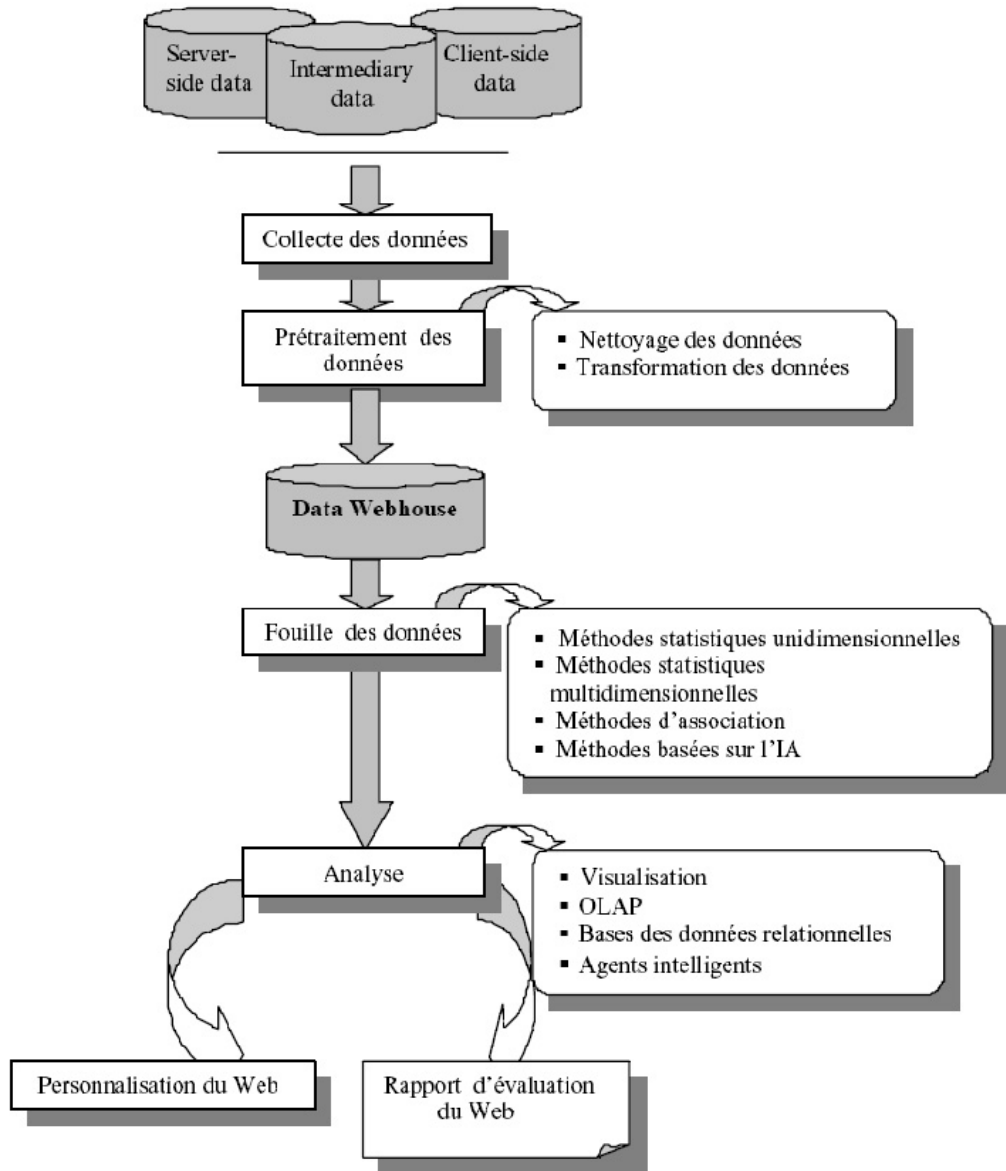 Server-
side data
Intermediary
data
Client-side
data
Collecte des données
Prétraitement des
données
▪ Nettoyage des données
▪ Transformation des données
Data Webhouse
Fouille des données
▪ Méthodes statistiques unidimensionnelles
▪ Méthodes statistiques
multidimensionnelles
▪ Méthodes d’association
▪ Méthodes basées sur l’IA
Analyse
▪ Visualisation
▪ OLAP
▪ Bases des données relationnelles
▪ Agents intelligents
Personnalisation du Web
Rapport d’évaluation
du Web